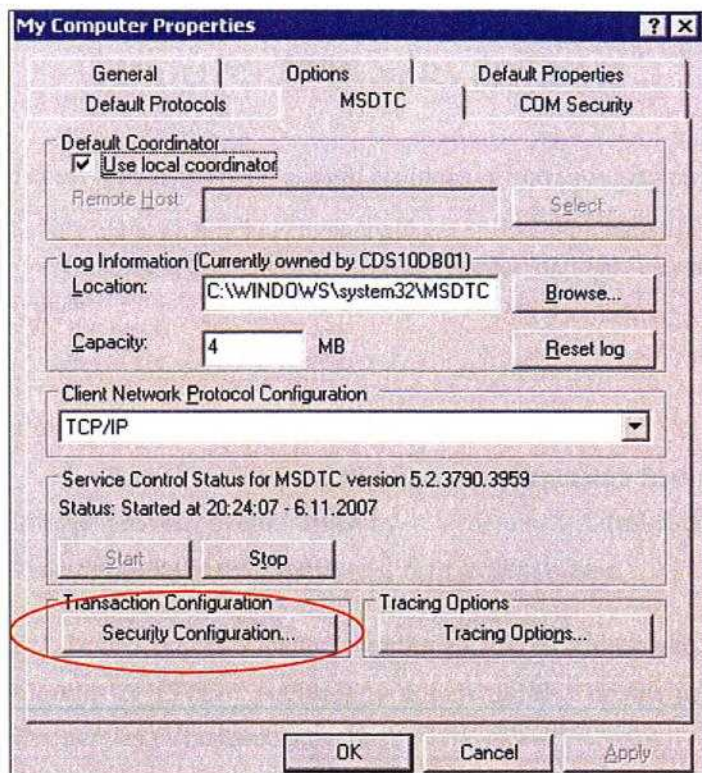 My Computer Properties
General Options Default Properties
Default Protocols MSDTC COM Security
Default Coordinator
Use local coordinator
Remote Host: Select...
Log Information (Currently owned by CDS10DB01)
Location: C:\WINDOWS\system32\MSDTC Browse...
Capacity: 4 MB Reset log
Client Network Protocol Configuration
TCP/IP
Service Control Status for MSDTC version 5.2.3790.3959
Status: Started at 20:24:07 - 6.11.2007
Start Stop
Transaction Configuration Tracing Options
Security Configuration... Tracing Options...
OK Cancel Apply